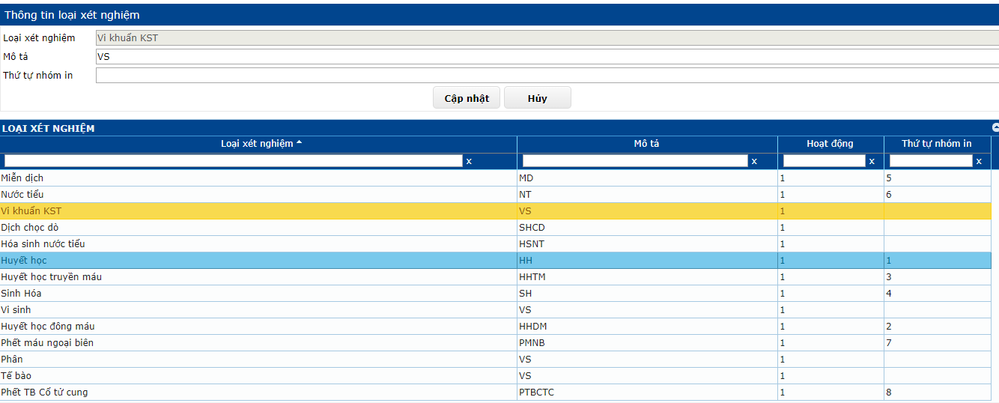 Thông tin loại xét nghiệm
Loại xét nghiệm Vi khuẩn KST
Mô tả VS
Thứ tự nhóm in
Cập nhật Hủy
LOẠI XÉT NGHIỆM
Loại xét nghiệm Mô tả Hoạt động Thứ tự nhóm in
x x x x
Miễn dịch MD 1 5
Nước tiểu NT 1 6
Vi khuẩn KST VS 1
Dịch chọc dò SHCD 1
Hóa sinh nước tiểu HSNT 1
Huyết học HH 1 1
Huyết học truyền máu HHTM 1 3
Sinh Hóa SH 1 4
Vi sinh VS 1
Huyết học đông máu HHDM 1 2
Phết máu ngoại biên PMNB 1 7
Phân VS 1
Tế bào VS 1
Phết TB Cổ tử cung PTBCTC 1 8